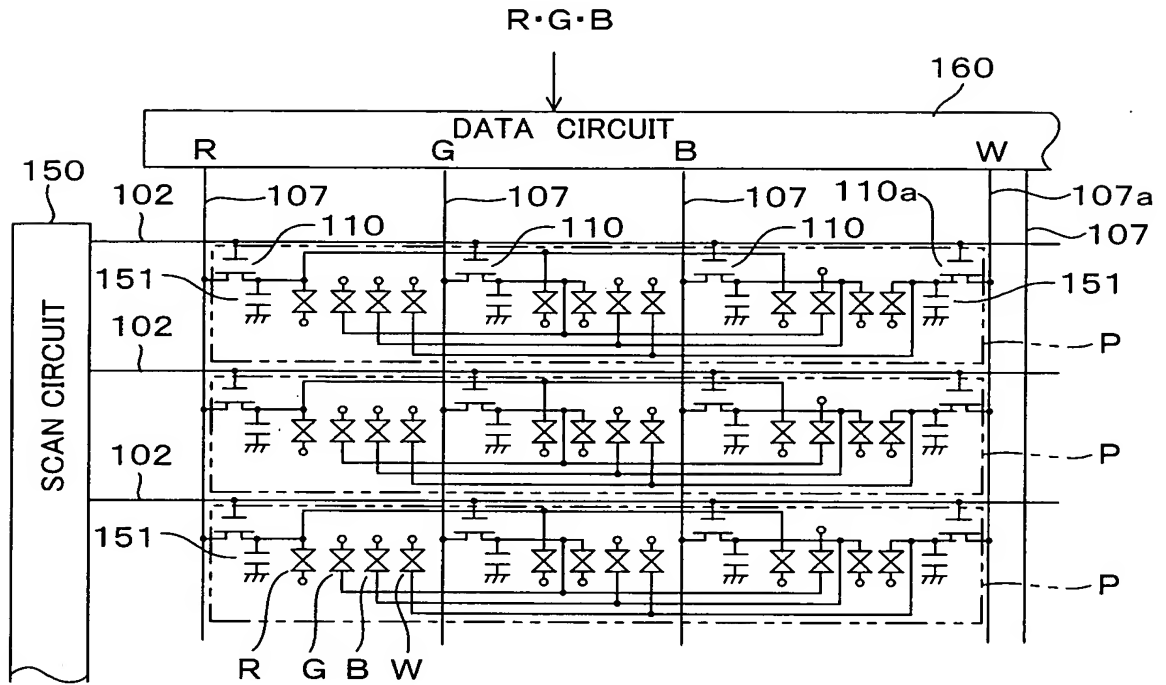 R·G·B
160
DATA CIRCUIT
R G B W
150
102 107 107 107 110a 107a
110 110 110 107
151 151
102 P
SCAN CIRCUIT
102 P
151
P
R G B W